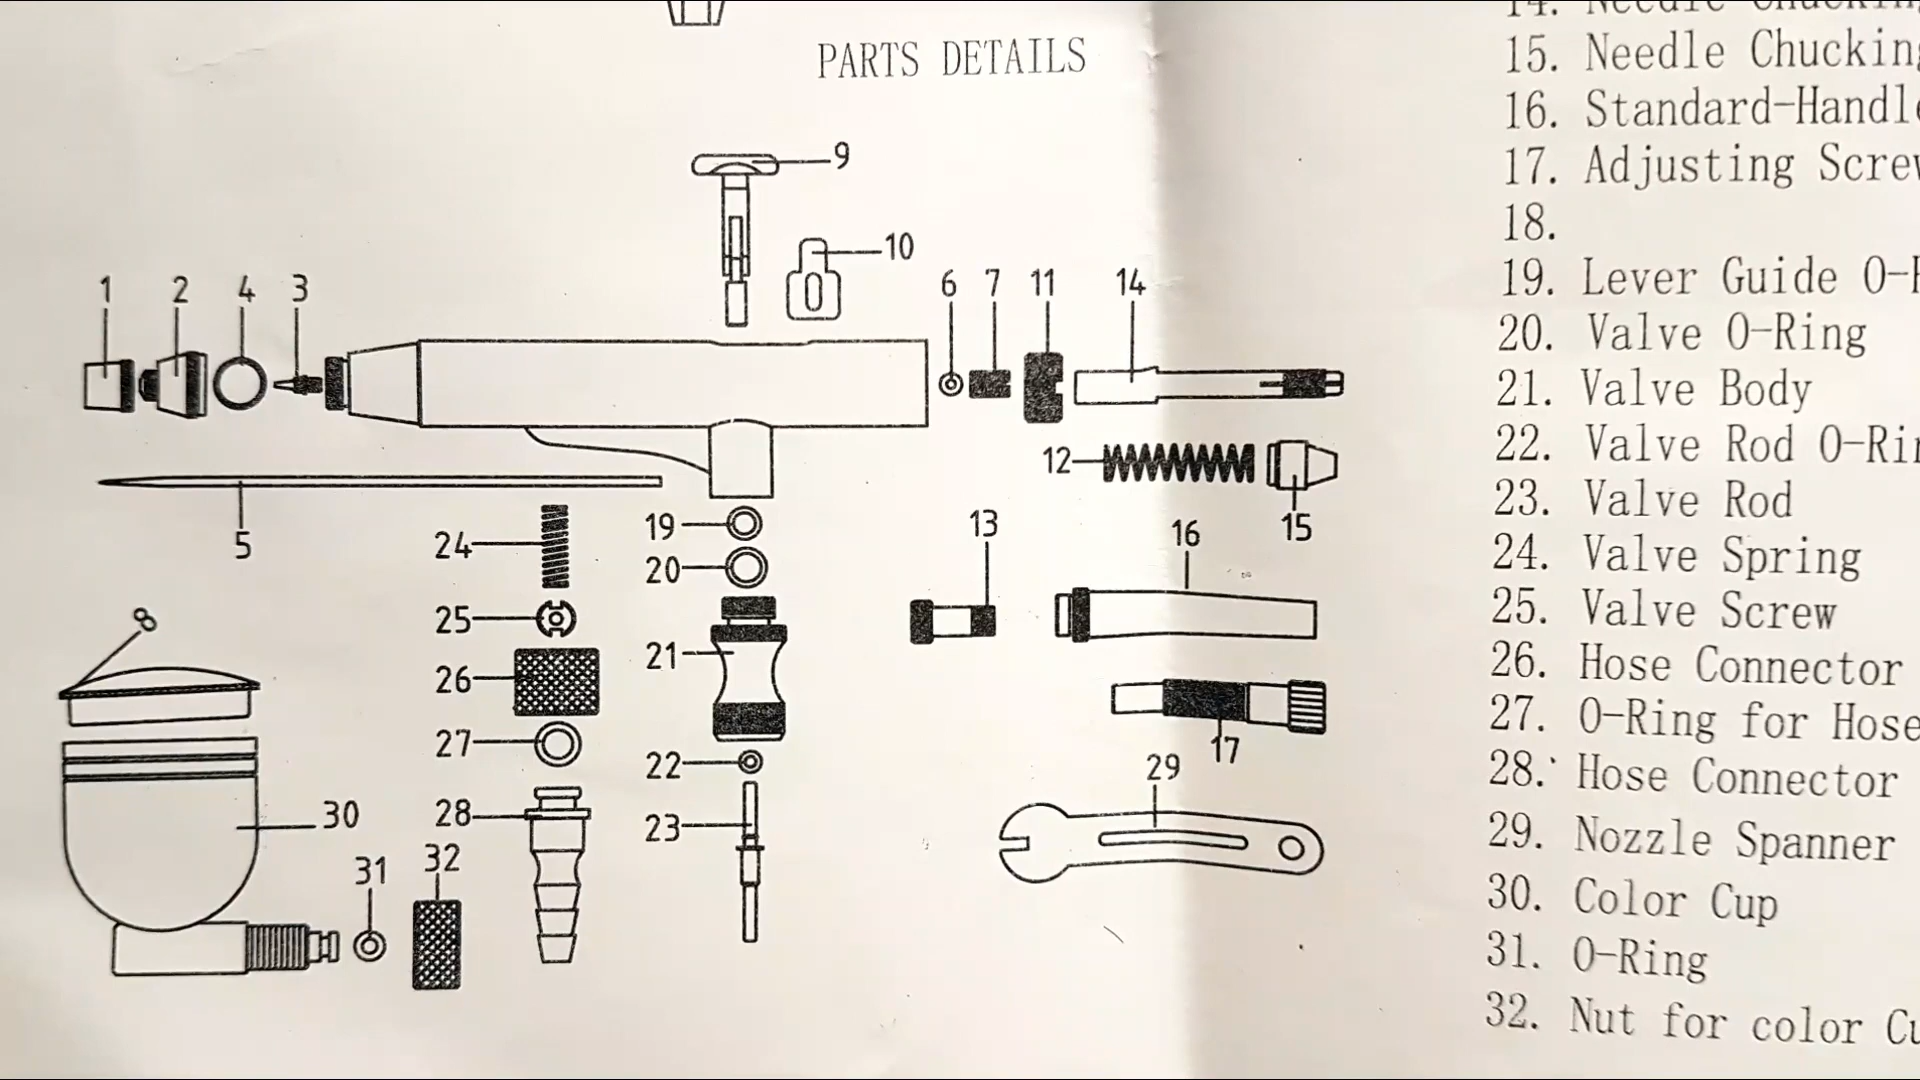 PARTS DETAILS
9
10
1 2 4 3
6 7 11 14
12
15
5
13
16
24
19
20
25
8
26
21
27
17
22
29
28
30
23
31
32
14. Needle Chucking
15. Needle Chucking
16. Standard-Handle
17. Adjusting Screw
18.
19. Lever Guide O-
20. Valve O-Ring
21. Valve Body
22. Valve Rod O-Rin
23. Valve Rod
24. Valve Spring
25. Valve Screw
26. Hose Connector
27. O-Ring for Hose
28. Hose Connector
29. Nozzle Spanner
30. Color Cup
31. O-Ring
32. Nut for color Cu